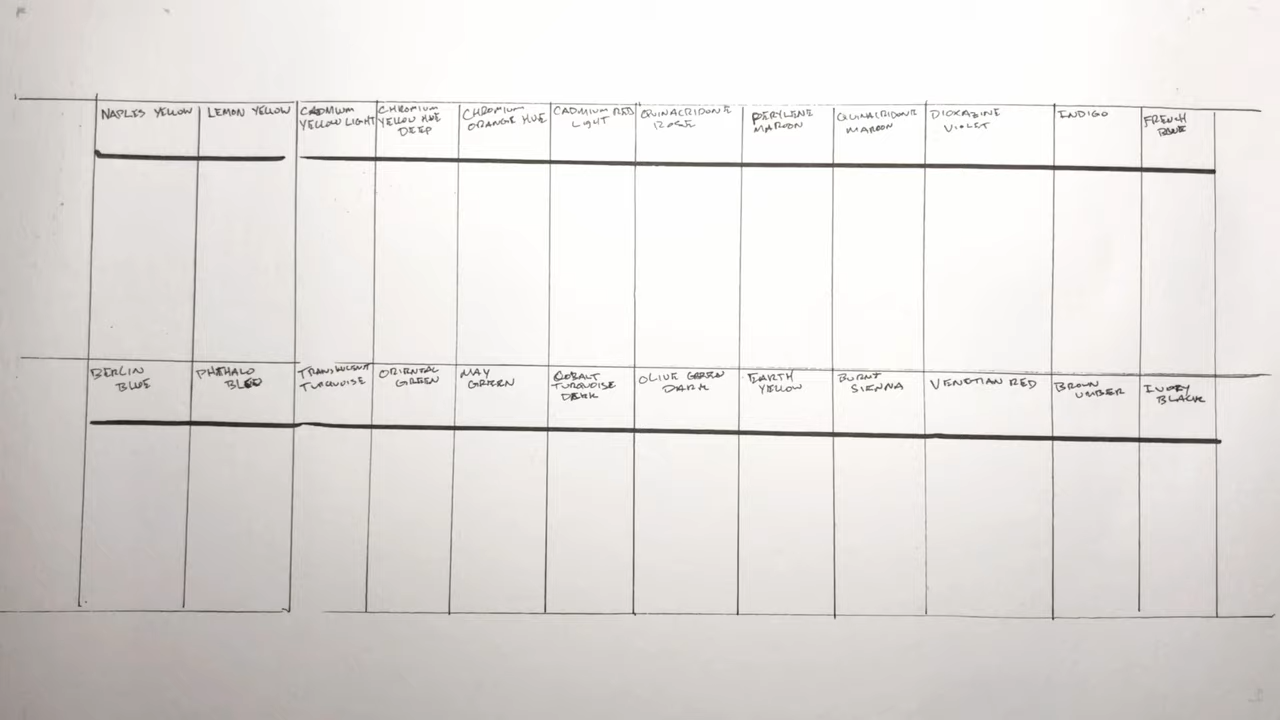 NAPLES YELLOW
LEMON YELLOW
CADMIUM
YELLOW LIGHT
CHROMIUM
YELLOW HUE
DEEP
CHROMIUM
ORANGE HUE
CADMIUM RED
LIGHT
QUINACRIDONE
ROSE
PERYLENE
MAROON
QUINACRIDONE
MAROON
DIOXAZINE
VIOLET
INDIGO
FRENCH
BLUE
BERLIN
BLUE
PHTHALO
BLUE
TRANSLUCENT
TURQUOISE
ORIENTAL
GREEN
MAY
GREEN
COBALT
TURQUOISE
DARK
OLIVE GREEN
DARK
EARTH
YELLOW
BURNT
SIENNA
VENETIAN RED
BROWN
UMBER
IVORY
BLACK